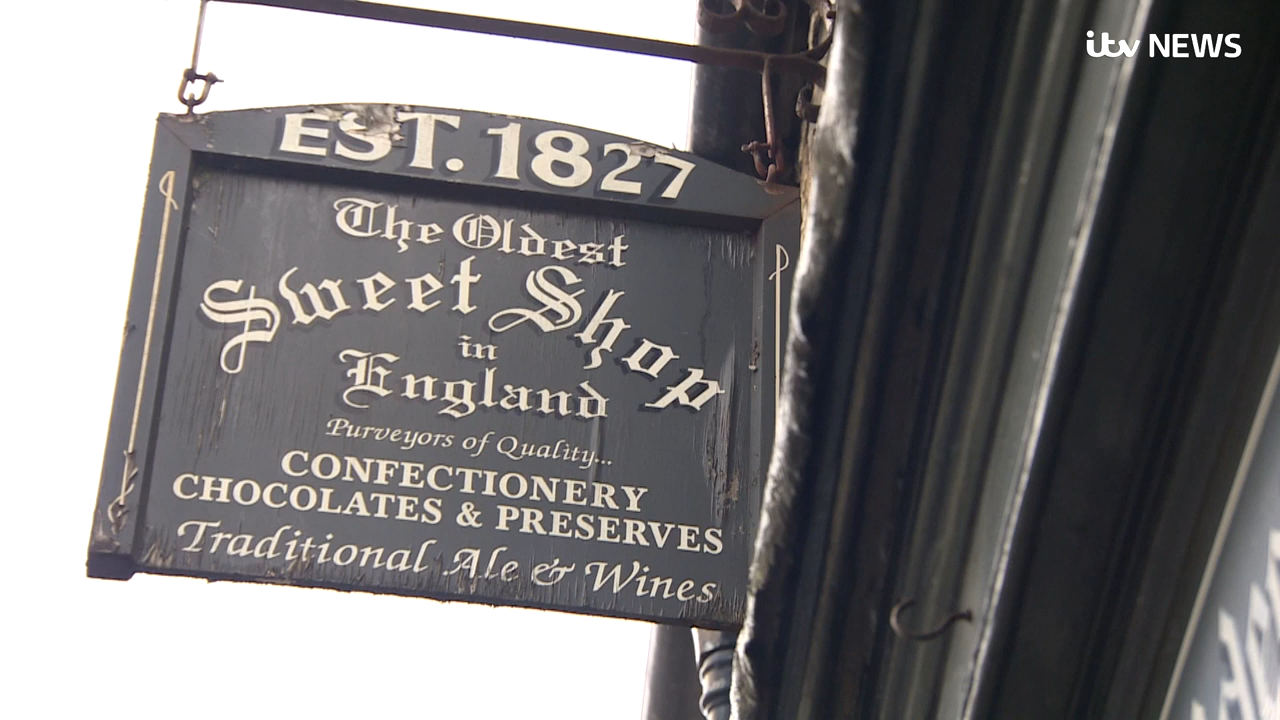 itv NEWS
EST. 1827
The Oldest
Sweet Shop
in
England
Purveyors of Quality...
CONFECTIONERY
CHOCOLATES & PRESERVES
Traditional Ale & Wines